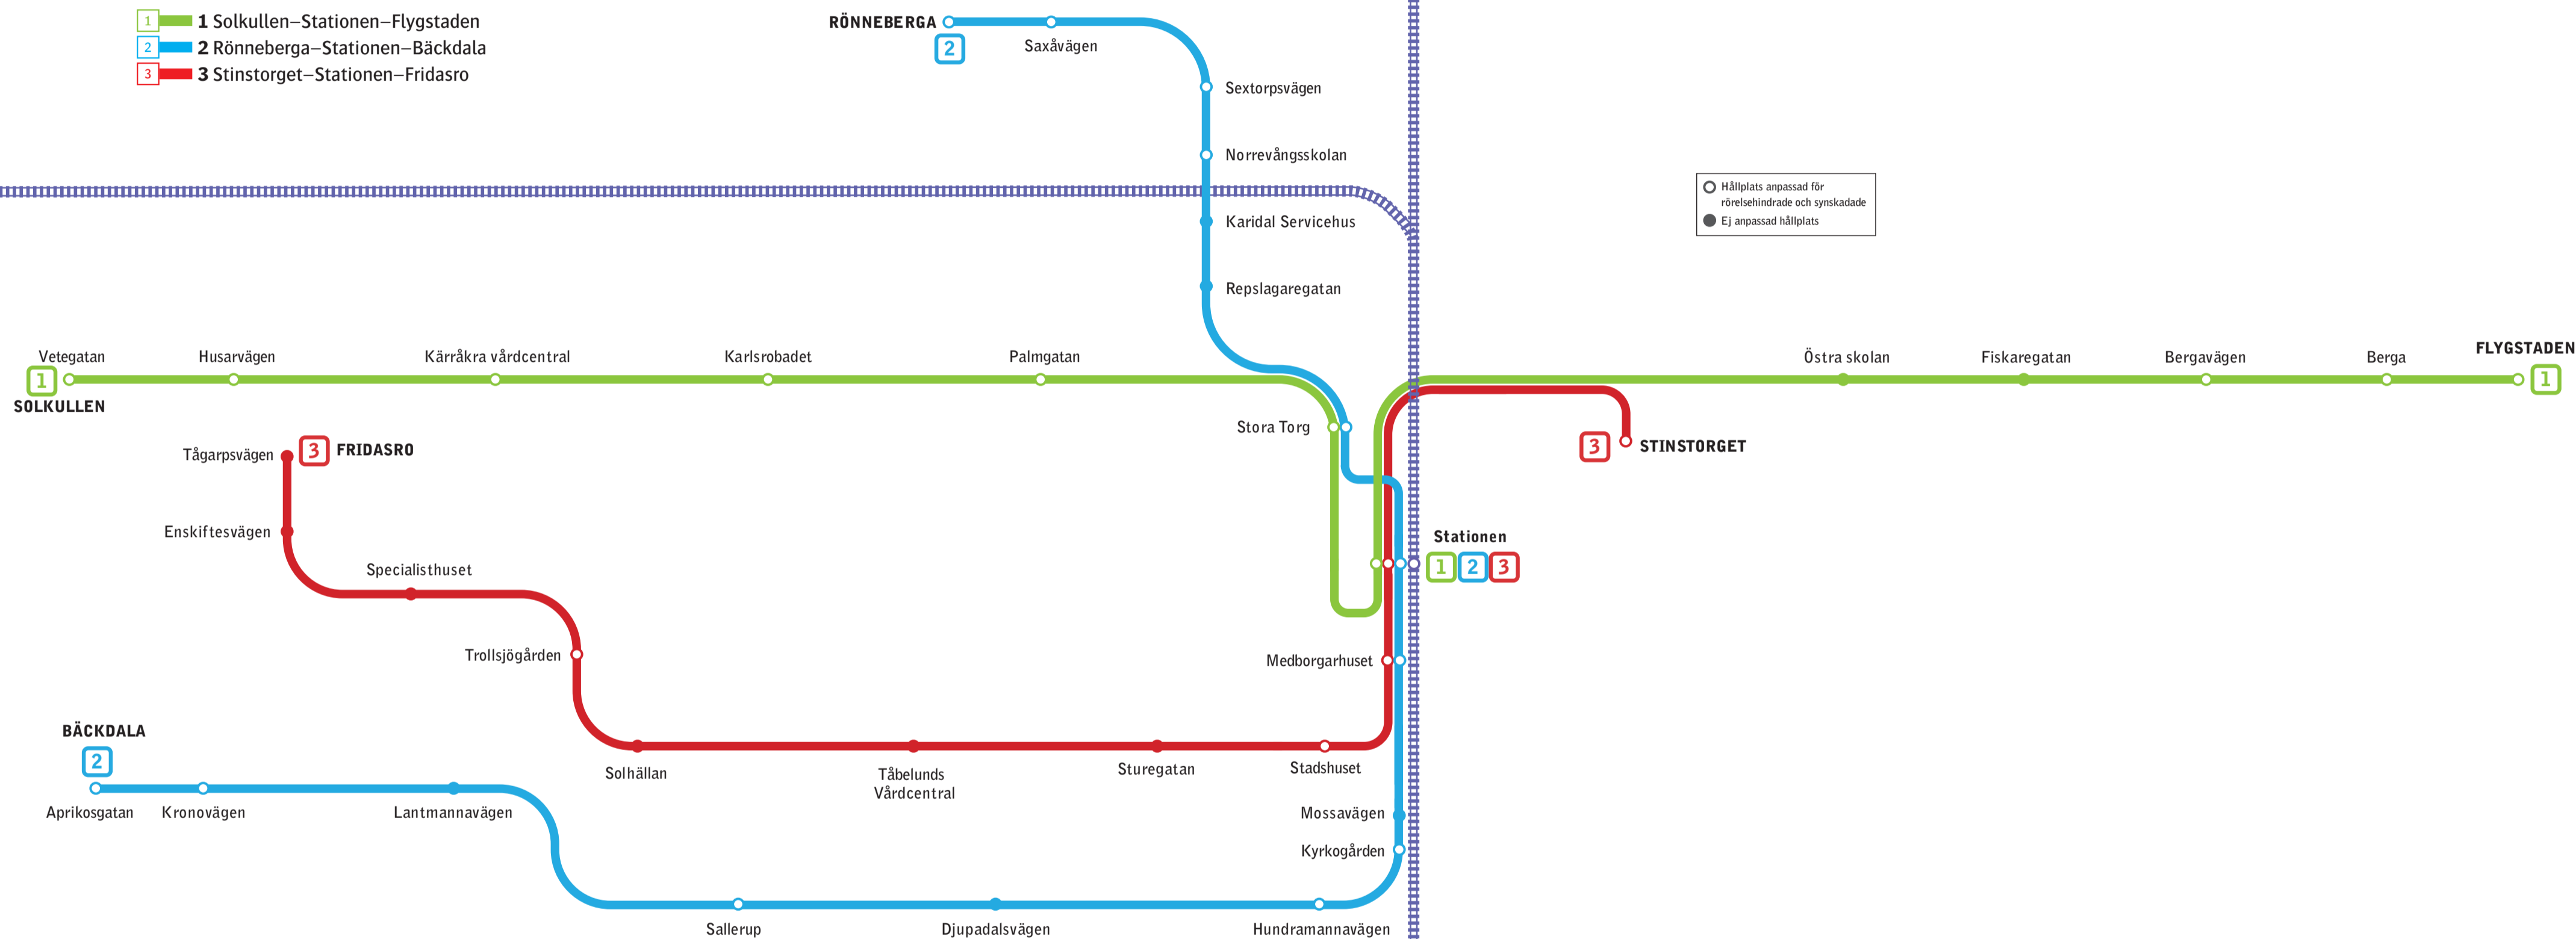 1 1 Solkullen–Stationen–Flygstaden
2 2 Rönneberga–Stationen–Bäckdala
3 3 Stinstorget–Stationen–Fridasro
RÖNNEBERGA
2
Saxåvägen
Sextorpsvägen
Norrevångsskolan
Karidal Servicehus
Repslagaregatan
Hållplats anpassad för
rörelsehindrade och synskadade
Ej anpassad hållplats
Vetegatan
Husarvägen
Kärråkra vårdcentral
Karlsrobadet
Palmgatan
Östra skolan
Fiskaregatan
Bergavägen
Berga
FLYGSTADEN
1
1
SOLKULLEN
Stora Torg
3 STINSTORGET
Tågarpsvägen
3 FRIDASRO
Enskiftesvägen
Stationen
1 2 3
Specialisthuset
Trollsjögården
Medborgarhuset
BÄCKDALA
2
Solhällan
Tåbelunds
Vårdcentral
Sturegatan
Stadshuset
Aprikosgatan
Kronovägen
Lantmannavägen
Mossavägen
Kyrkogården
Sallerup
Djupadalsvägen
Hundramannavägen